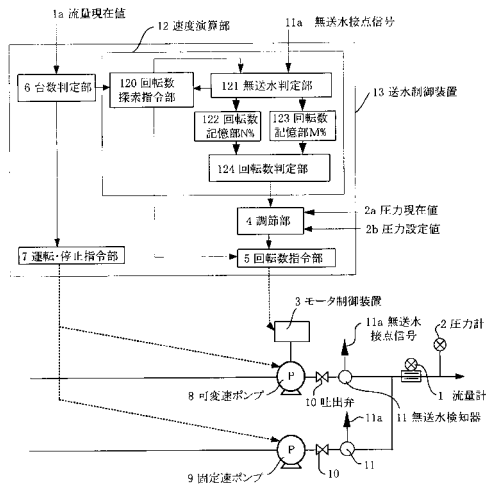 1a 流量現在値
12 速度演算部
11a 無送水接点信号
6 台数判定部
120 回転数
探索指令部
121 無送水判定部
13 送水制御装置
122 回転数
記憶部N%
123 回転数
記憶部M%
124 回転数判定部
4 調節部
2a 圧力現在値
2b 圧力設定値
7 運転・停止指令部
5 回転数指令部
3 モータ制御装置
11a 無送水
接点信号
2 圧力計
P
8 可変速ポンプ
10 吐出弁
11 無送水検知器
1 流量計
11a
P
9 固定速ポンプ
10
11